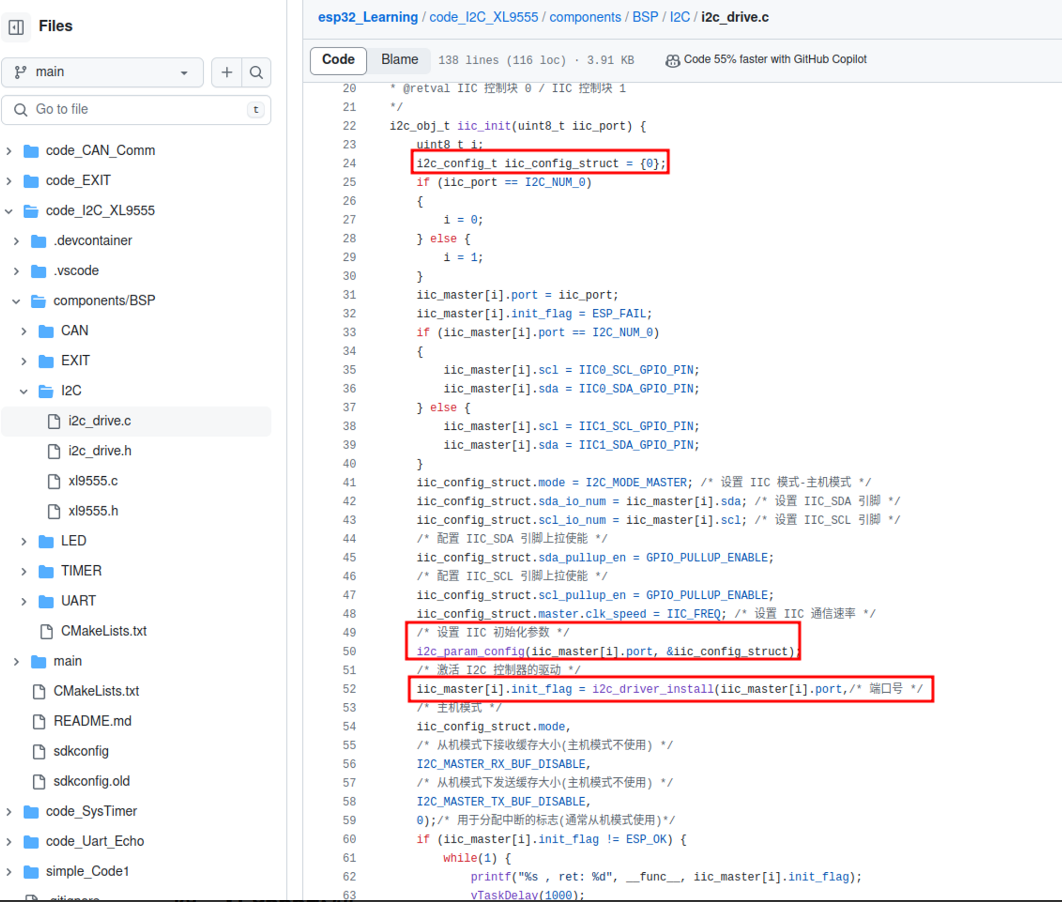 Files
main
Go to file
t
code_CAN_Comm
code_EXIT
code_I2C_XL9555
.devcontainer
.vscode
components/BSP
CAN
EXIT
I2C
i2c_drive.c
i2c_drive.h
xl9555.c
xl9555.h
LED
TIMER
UART
CMakeLists.txt
main
CMakeLists.txt
README.md
sdkconfig
sdkconfig.old
code_SysTimer
code_Uart_Echo
simple_Code1
.gitignore
esp32_Learning / code_I2C_XL9555 / components / BSP / I2C / i2c_drive.c
Code Blame 138 lines (116 loc) · 3.91 KB Code 55% faster with GitHub Copilot
20 * @retval IIC 控制块 0 / IIC 控制块 1
21 */
22 i2c_obj_t iic_init(uint8_t iic_port) {
23 uint8_t i;
24 i2c_config_t iic_config_struct = {0};
25 if (iic_port == I2C_NUM_0)
26 {
27 i = 0;
28 } else {
29 i = 1;
30 }
31 iic_master[i].port = iic_port;
32 iic_master[i].init_flag = ESP_FAIL;
33 if (iic_master[i].port == I2C_NUM_0)
34 {
35 iic_master[i].scl = IIC0_SCL_GPIO_PIN;
36 iic_master[i].sda = IIC0_SDA_GPIO_PIN;
37 } else {
38 iic_master[i].scl = IIC1_SCL_GPIO_PIN;
39 iic_master[i].sda = IIC1_SDA_GPIO_PIN;
40 }
41 iic_config_struct.mode = I2C_MODE_MASTER; /* 设置 IIC 模式-主机模式 */
42 iic_config_struct.sda_io_num = iic_master[i].sda; /* 设置 IIC_SDA 引脚 */
43 iic_config_struct.scl_io_num = iic_master[i].scl; /* 设置 IIC_SCL 引脚 */
44 /* 配置 IIC_SDA 引脚上拉使能 */
45 iic_config_struct.sda_pullup_en = GPIO_PULLUP_ENABLE;
46 /* 配置 IIC_SCL 引脚上拉使能 */
47 iic_config_struct.scl_pullup_en = GPIO_PULLUP_ENABLE;
48 iic_config_struct.master.clk_speed = IIC_FREQ; /* 设置 IIC 通信速率 */
49 /* 设置 IIC 初始化参数 */
50 i2c_param_config(iic_master[i].port, &iic_config_struct);
51 /* 激活 I2C 控制器的驱动 */
52 iic_master[i].init_flag = i2c_driver_install(iic_master[i].port,/* 端口号 */
53 /* 主机模式 */
54 iic_config_struct.mode,
55 /* 从机模式下接收缓存大小(主机模式不使用) */
56 I2C_MASTER_RX_BUF_DISABLE,
57 /* 从机模式下发送缓存大小(主机模式不使用) */
58 I2C_MASTER_TX_BUF_DISABLE,
59 0);/* 用于分配中断的标志(通常从机模式使用)*/
60 if (iic_master[i].init_flag != ESP_OK) {
61 while(1) {
62 printf("%s , ret: %d", __func__, iic_master[i].init_flag);
63 vTaskDelay(1000);